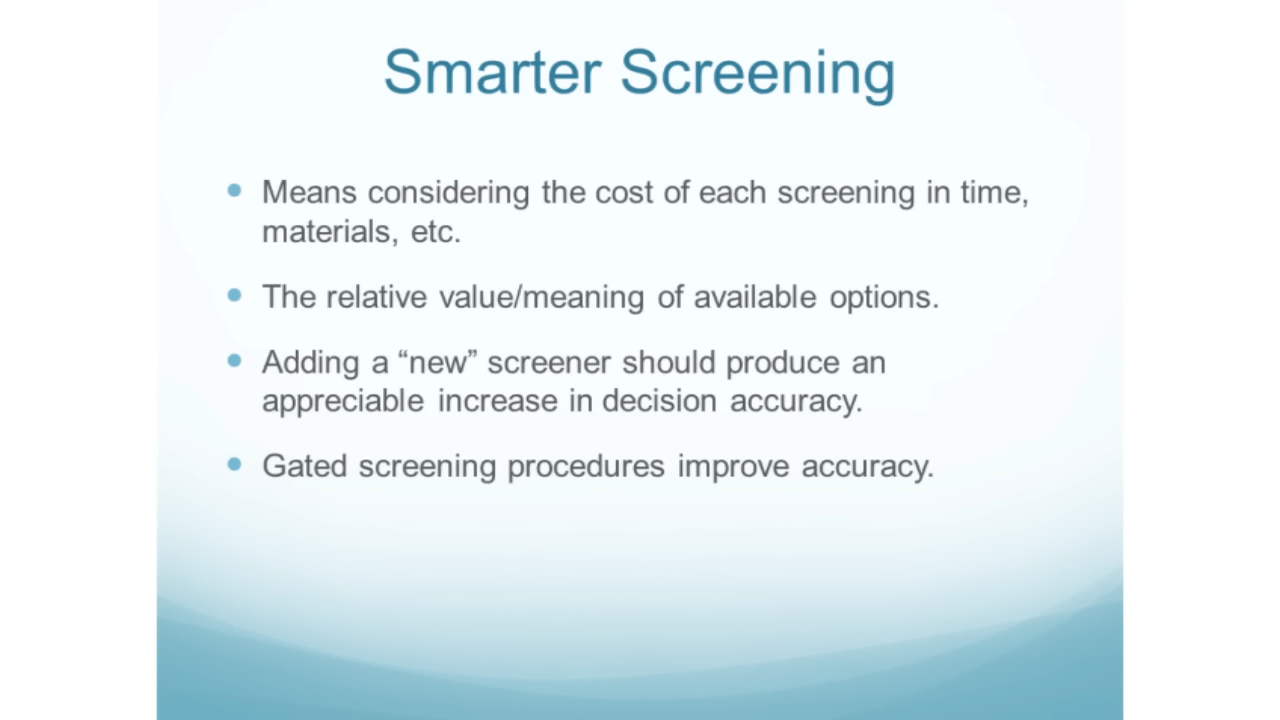 Smarter Screening
Means considering the cost of each screening in time,
materials, etc.
The relative value/meaning of available options.
Adding a “new” screener should produce an
appreciable increase in decision accuracy.
Gated screening procedures improve accuracy.